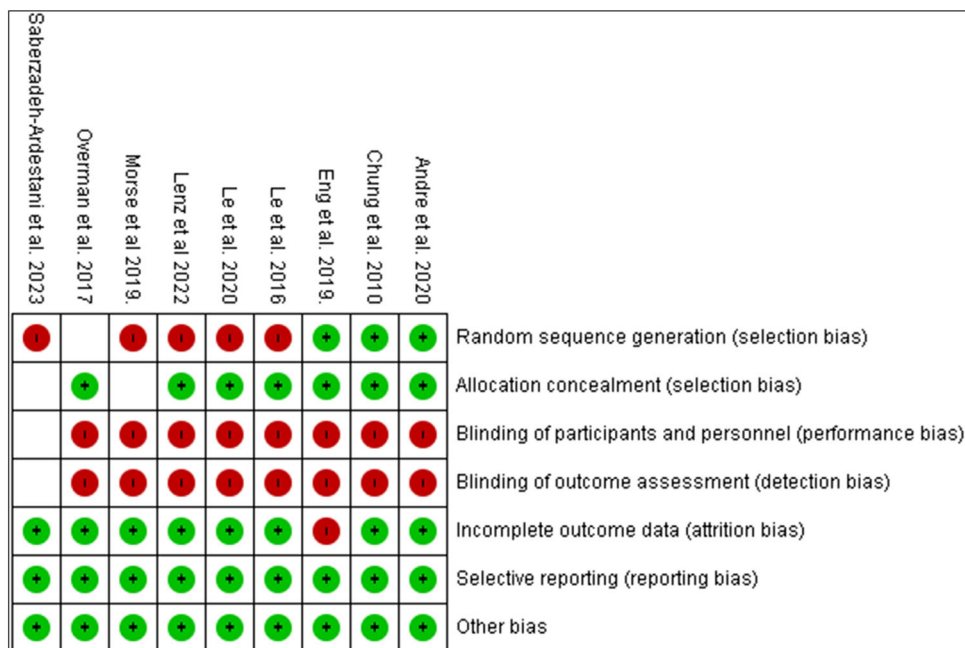 Saberzadeh-Ardestani et al. 2023
Overman et al. 2017
Morse et al 2019.
Lenz et al 2022
Le et al. 2020
Le et al. 2016
Eng et al. 2019.
Chung et al. 2010
Andre et al. 2020
- - - - - + + + Random sequence generation (selection bias)
+ + + + + + + Allocation concealment (selection bias)
- - - - - - - - Blinding of participants and personnel (performance bias)
- - - - - - - - Blinding of outcome assessment (detection bias)
+ + + + + + - + + Incomplete outcome data (attrition bias)
+ + + + + + + + + Selective reporting (reporting bias)
+ + + + + + + + + Other bias